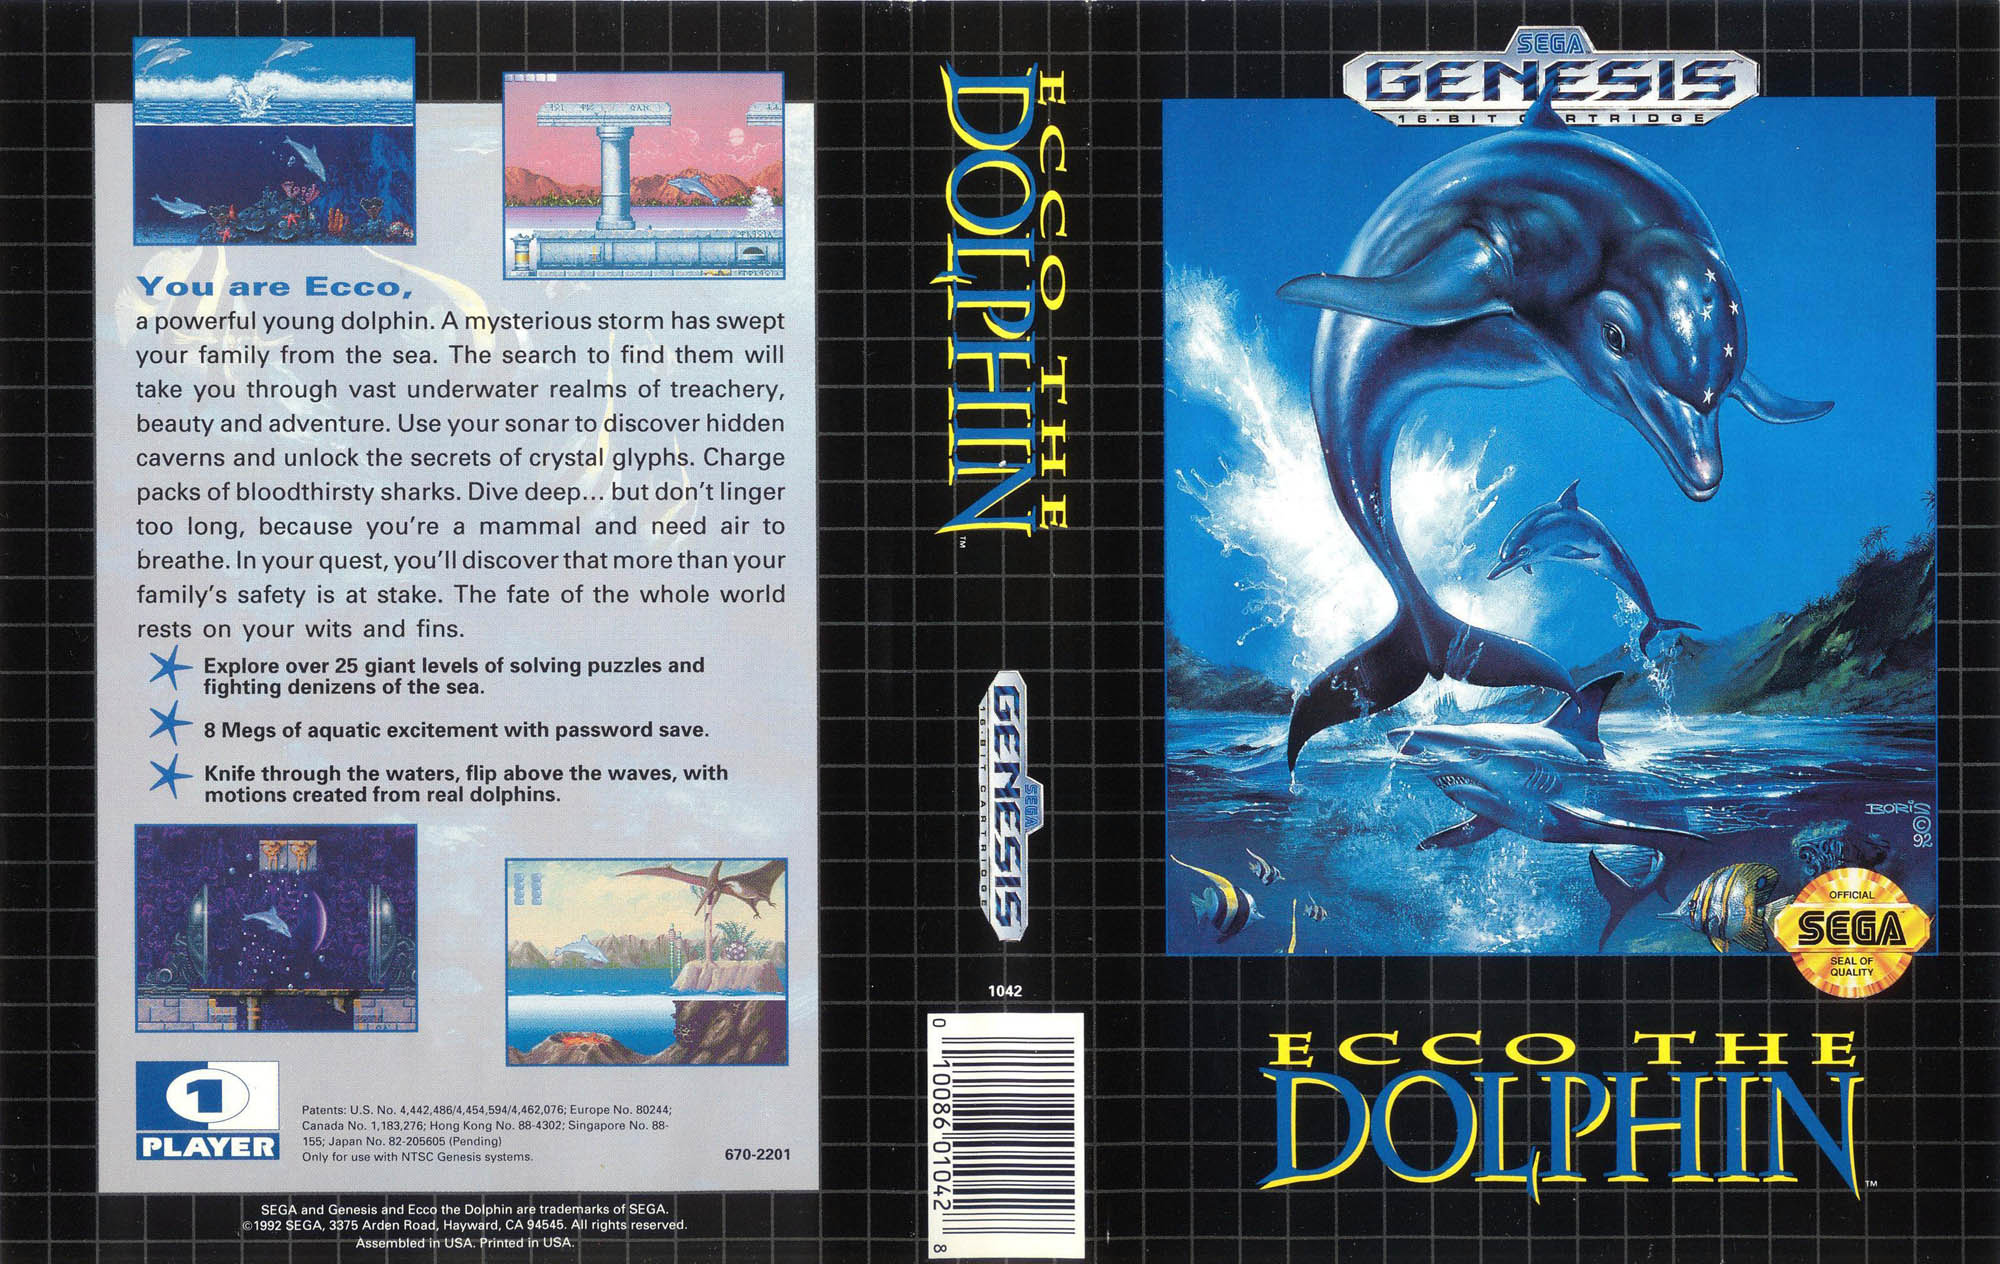 You are Ecco,
a powerful young dolphin. A mysterious storm has swept
your family from the sea. The search to find them will
take you through vast underwater realms of treachery,
beauty and adventure. Use your sonar to discover hidden
caverns and unlock the secrets of crystal glyphs. Charge
packs of bloodthirsty sharks. Dive deep... but don't linger
too long, because you're a mammal and need air to
breathe. In your quest, you'll discover that more than your
family's safety is at stake. The fate of the whole world
rests on your wits and fins.
Explore over 25 giant levels of solving puzzles and
fighting denizens of the sea.
8 Megs of aquatic excitement with password save.
Knife through the waters, flip above the waves, with
motions created from real dolphins.
1
PLAYER
Patents: U.S. No. 4,442,486/4,454,594/4,462,076; Europe No. 80244;
Canada No. 1,183,276; Hong Kong No. 88-4302; Singapore No. 88-
155; Japan No. 82-205605 (Pending)
Only for use with NTSC Genesis systems.
670-2201
SEGA and Genesis and Ecco the Dolphin are trademarks of SEGA.
©1992 SEGA, 3375 Arden Road, Hayward, CA 94545. All rights reserved.
Assembled in USA. Printed in USA.
ECCO THE
DOLPHIN™
SEGA
GENESIS
16-BIT CARTRIDGE
1042
0 10086 01042 8
SEGA
GENESIS
16-BIT CARTRIDGE
BORIS
©
92
OFFICIAL
SEGA
SEAL OF
QUALITY
ECCO THE
DOLPHIN™